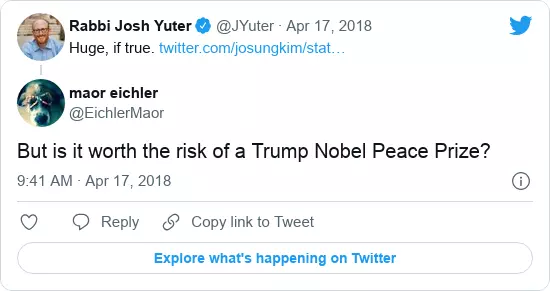 Rabbi Josh Yuter @JYuter · Apr 17, 2018
Huge, if true. twitter.com/josungkim/stat…
maor eichler
@EichlerMaor
But is it worth the risk of a Trump Nobel Peace Prize?
9:41 AM · Apr 17, 2018
Reply Copy link to Tweet
Explore what's happening on Twitter